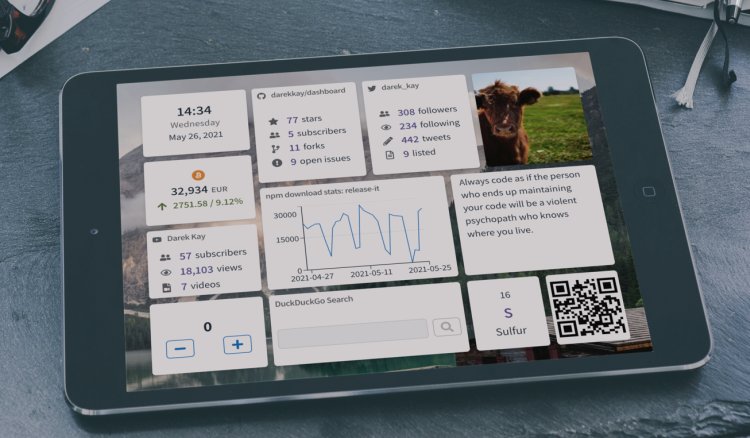 14:34
Wednesday
May 26, 2021
darekkay/dashboard
77 stars
5 subscribers
11 forks
9 open issues
darek_kay
308 followers
234 following
442 tweets
9 listed
32,934 EUR
2751.58 / 9.12%
npm download stats: release-it
30000
15000
0
2021-04-27
2021-05-11
2021-05-25
Always code as if the person
who ends up maintaining
your code will be a violent
psychopath who knows
where you live.
Darek Kay
57 subscribers
18,103 views
7 videos
0
DuckDuckGo Search
16
S
Sulfur